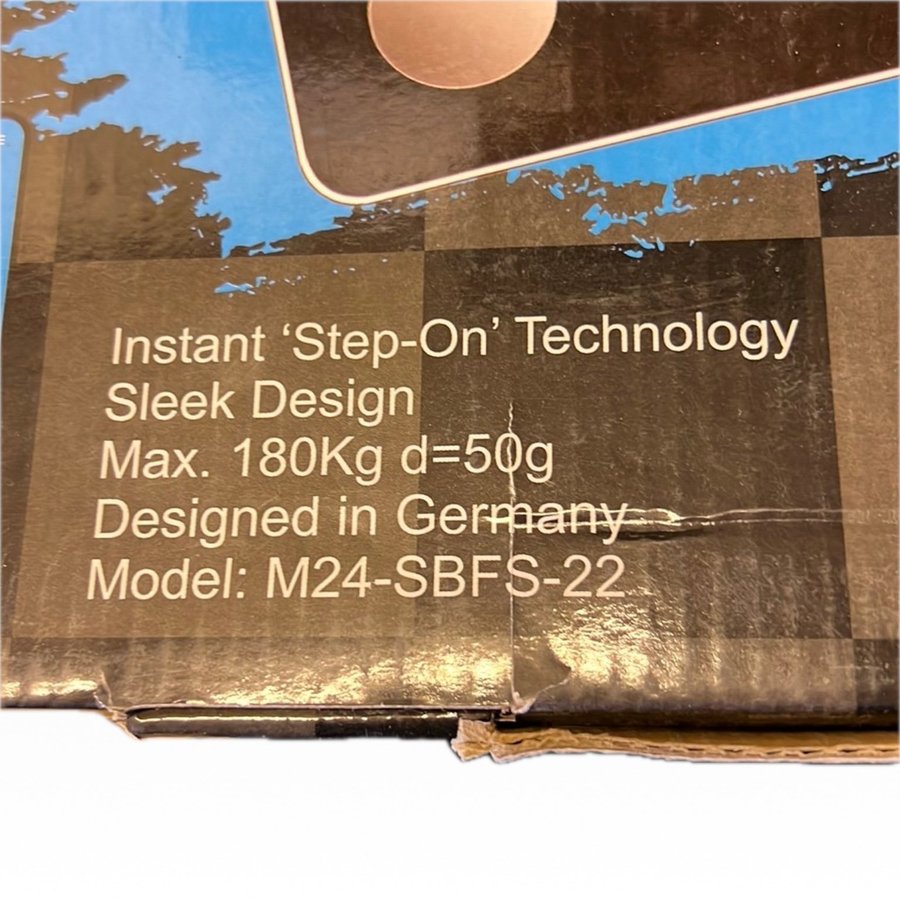 Instant ‘Step-On’ Technology
Sleek Design
Max. 180Kg d=50g
Designed in Germany
Model: M24-SBFS-22